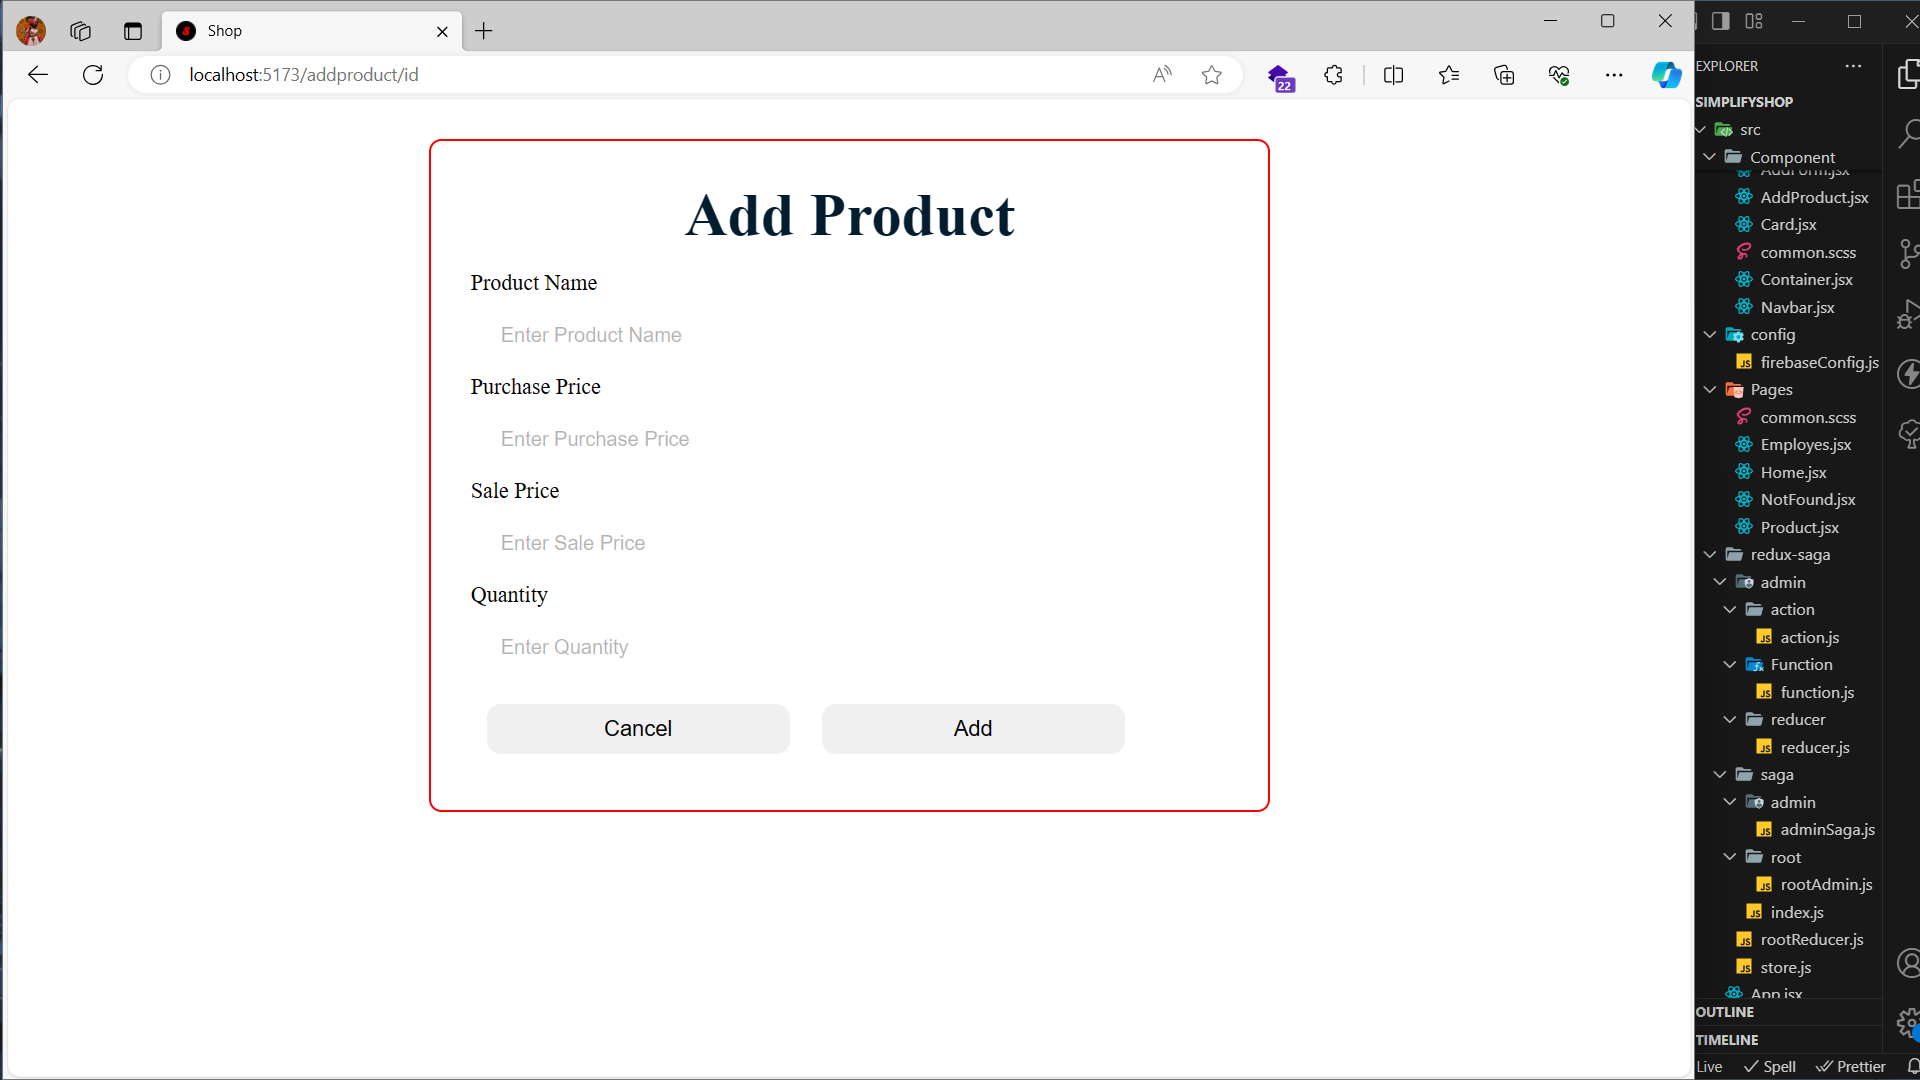 Shop
localhost:5173/addproduct/id
22
Add Product
Product Name
Enter Product Name
Purchase Price
Enter Purchase Price
Sale Price
Enter Sale Price
Quantity
Enter Quantity
Cancel
Add
EXPLORER
SIMPLIFYSHOP
src
Component
AddForm.jsx
AddProduct.jsx
Card.jsx
common.scss
Container.jsx
Navbar.jsx
config
firebaseConfig.js
Pages
common.scss
Employes.jsx
Home.jsx
NotFound.jsx
Product.jsx
redux-saga
admin
action
action.js
Function
function.js
reducer
reducer.js
saga
admin
adminSaga.js
root
rootAdmin.js
index.js
rootReducer.js
store.js
App.jsx
OUTLINE
TIMELINE
Live Spell Prettier